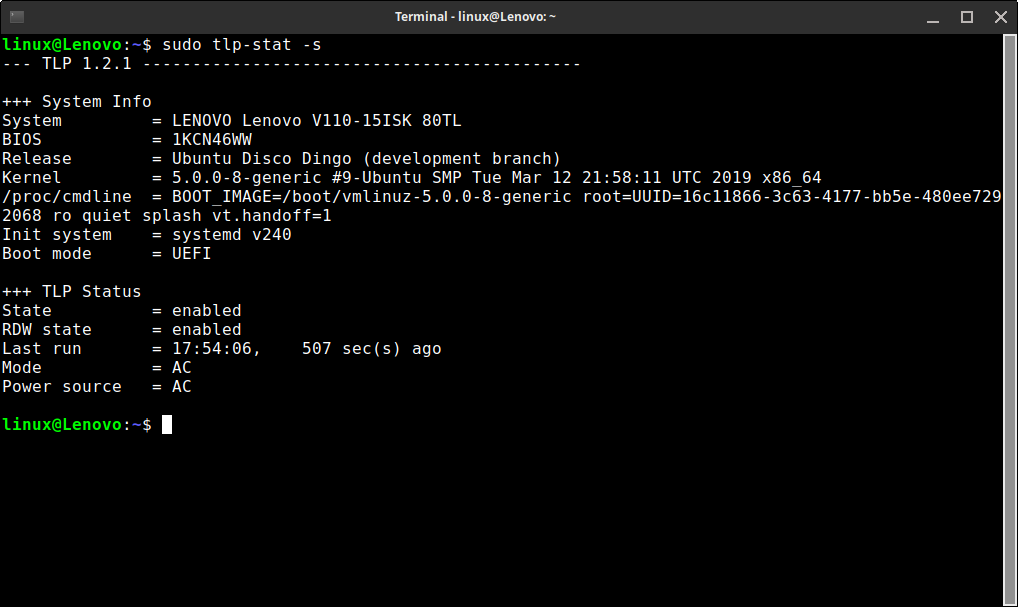 Terminal - linux@Lenovo: ~
linux@Lenovo:~$ sudo tlp-stat -s
--- TLP 1.2.1 --------------------------------------------

+++ System Info
System         = LENOVO Lenovo V110-15ISK 80TL
BIOS           = 1KCN46WW
Release        = Ubuntu Disco Dingo (development branch)
Kernel         = 5.0.0-8-generic #9-Ubuntu SMP Tue Mar 12 21:58:11 UTC 2019 x86_64
/proc/cmdline  = BOOT_IMAGE=/boot/vmlinuz-5.0.0-8-generic root=UUID=16c11866-3c63-4177-bb5e-480ee729
2068 ro quiet splash vt.handoff=1
Init system    = systemd v240
Boot mode      = UEFI

+++ TLP Status
State          = enabled
RDW state      = enabled
Last run       = 17:54:06,    507 sec(s) ago
Mode           = AC
Power source   = AC

linux@Lenovo:~$